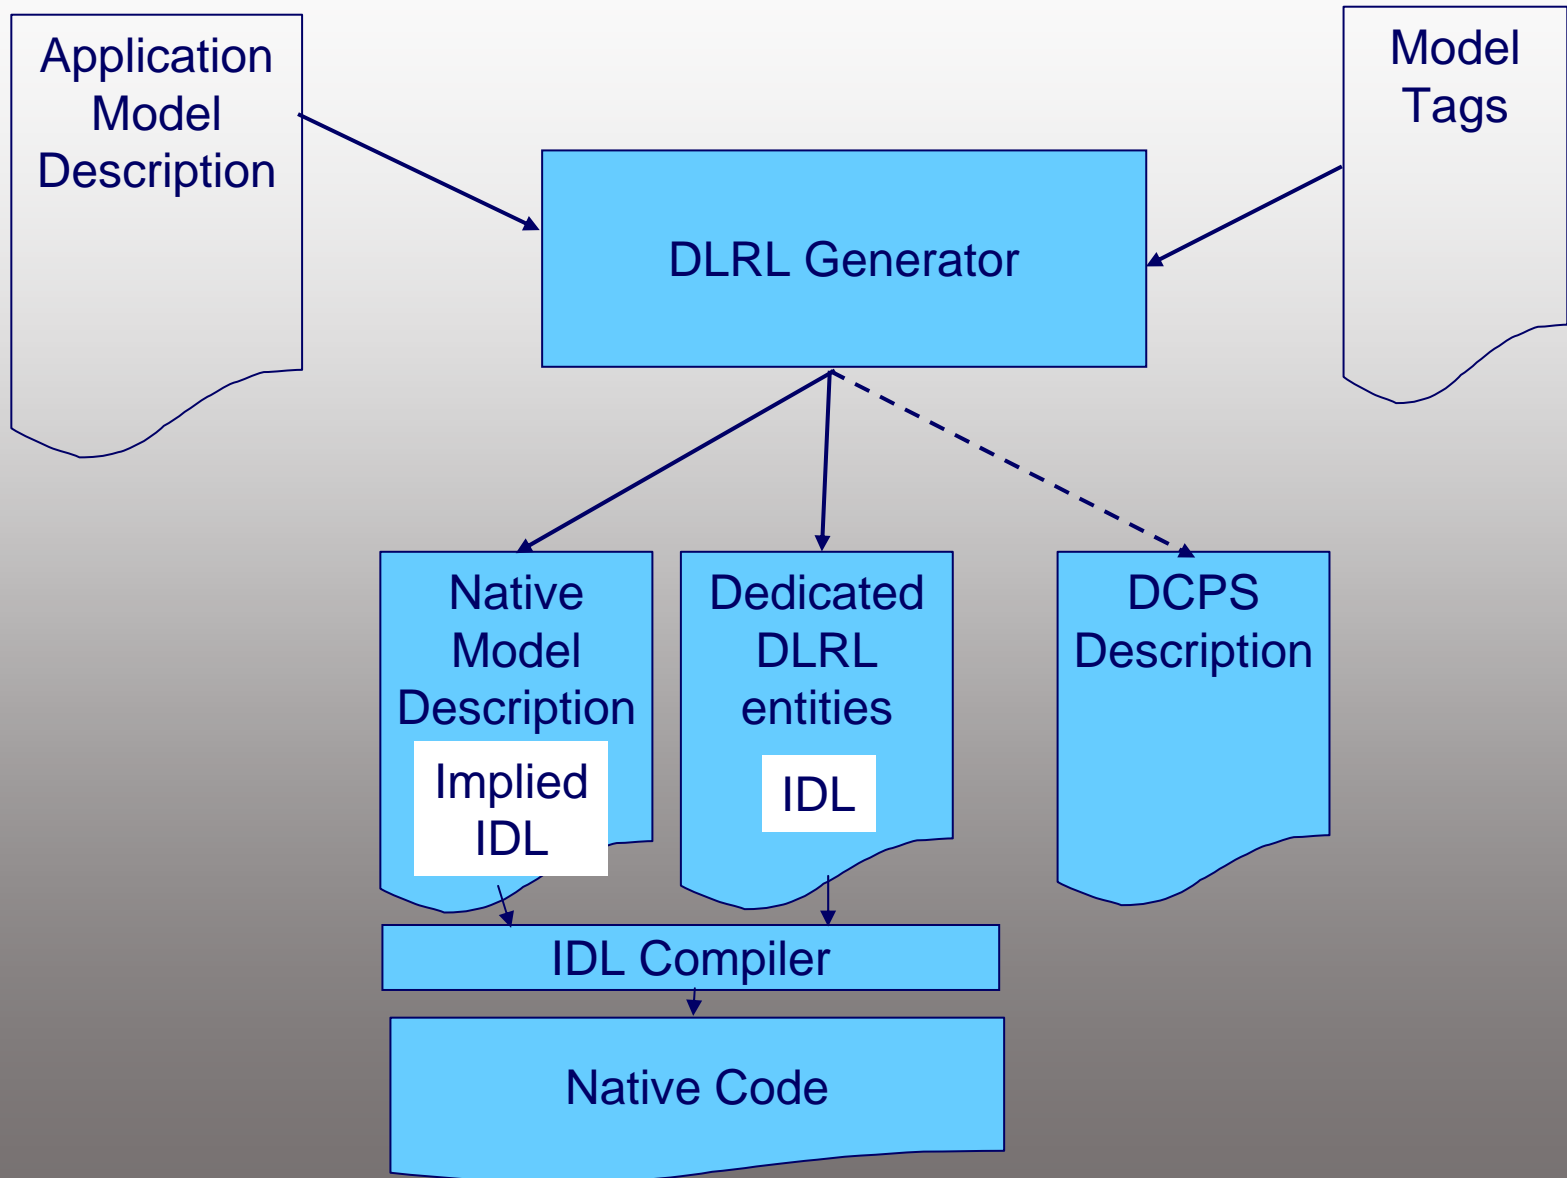 Application
Model
Description
Model
Tags
DLRL Generator
Native
Model
Description
Implied
IDL
Dedicated
DLRL
entities
IDL
DCPS
Description
IDL Compiler
Native Code